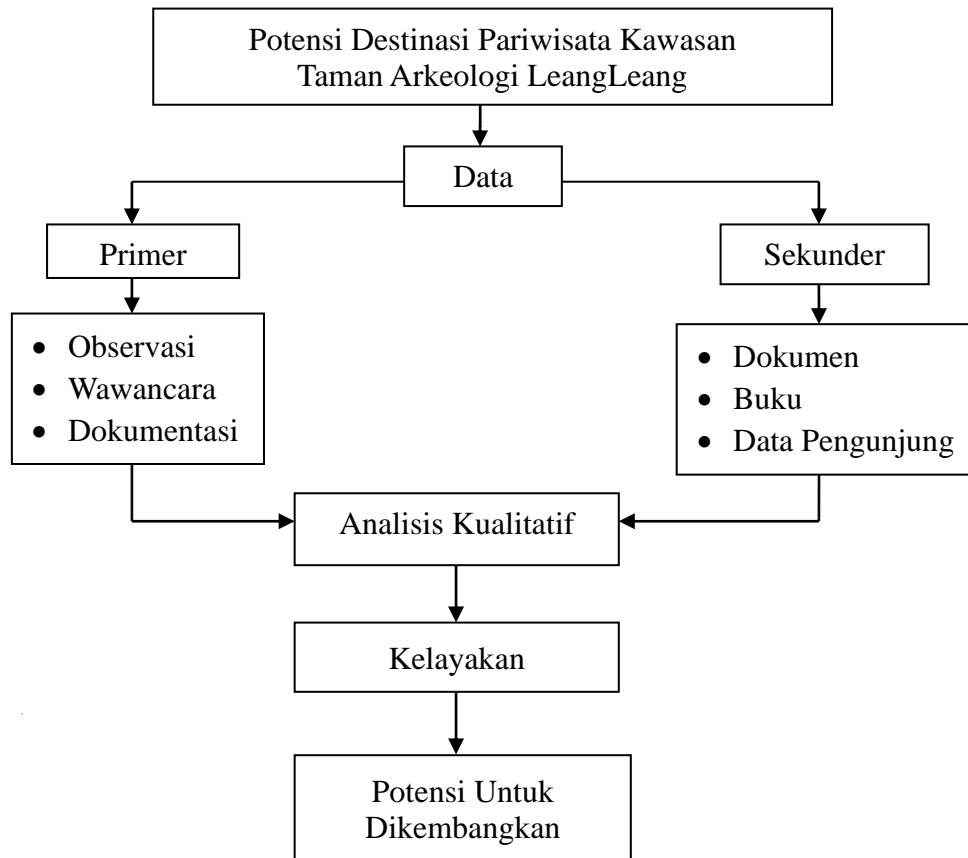 Potensi Destinasi Pariwisata Kawasan
Taman Arkeologi LeangLeang
Data
Primer
Sekunder
• Observasi
• Wawancara
• Dokumentasi
• Dokumen
• Buku
• Data Pengunjung
Analisis Kualitatif
Kelayakan
Potensi Untuk
Dikembangkan